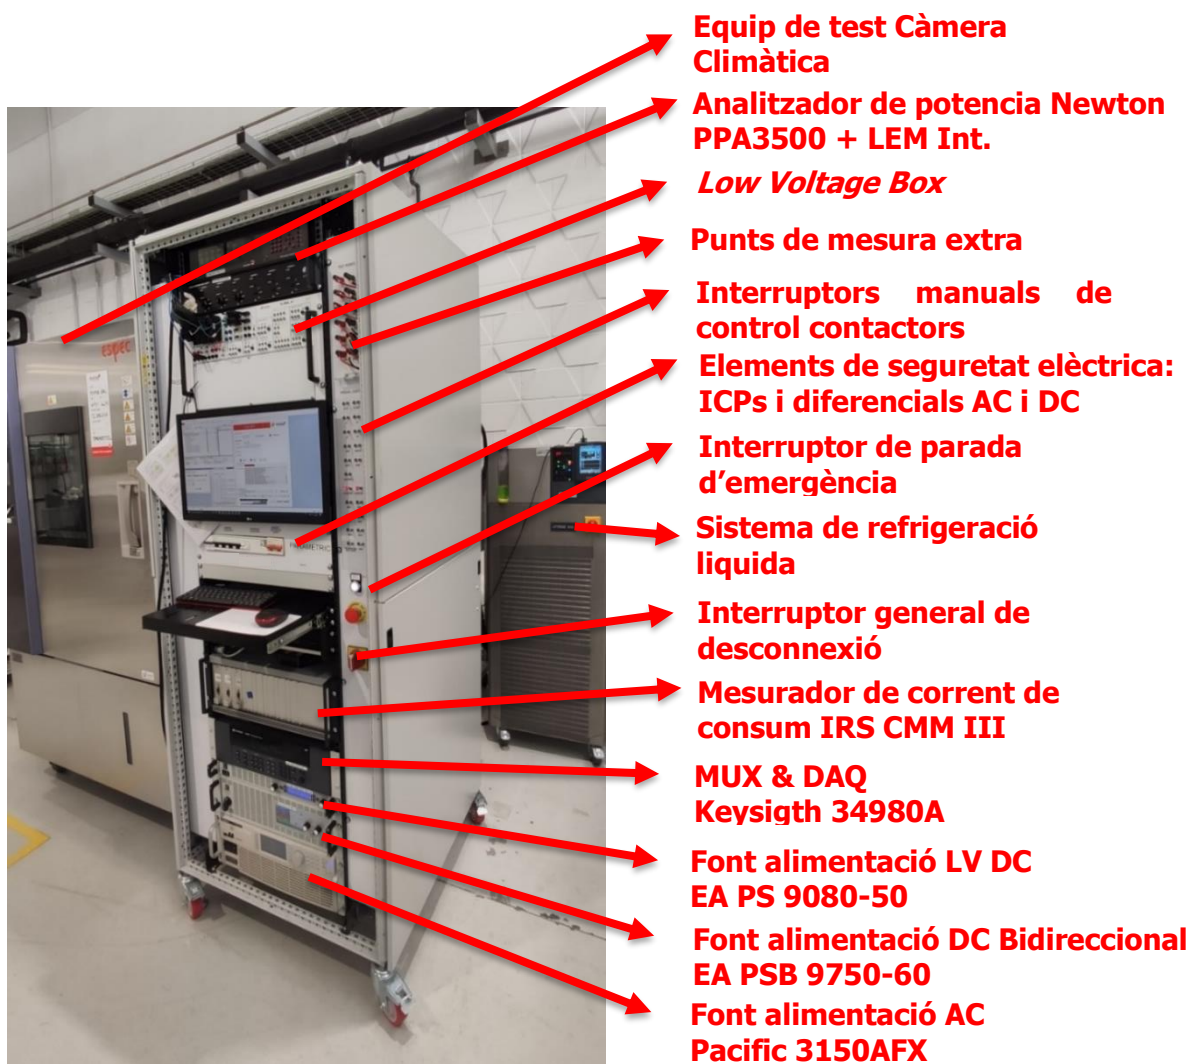 Equip de test Càmera
Climàtica
Analitzador de potencia Newton
PPA3500 + LEM Int.
Low Voltage Box
Punts de mesura extra
Interruptors manuals de
control contactors
Elements de seguretat elèctrica:
ICPs i diferencials AC i DC
Interruptor de parada
d’emergència
Sistema de refrigeració
liquida
Interruptor general de
desconnexió
Mesurador de corrent de
consum IRS CMM III
MUX & DAQ
Keysigth 34980A
Font alimentació LV DC
EA PS 9080-50
Font alimentació DC Bidireccional
EA PSB 9750-60
Font alimentació AC
Pacific 3150AFX
espec